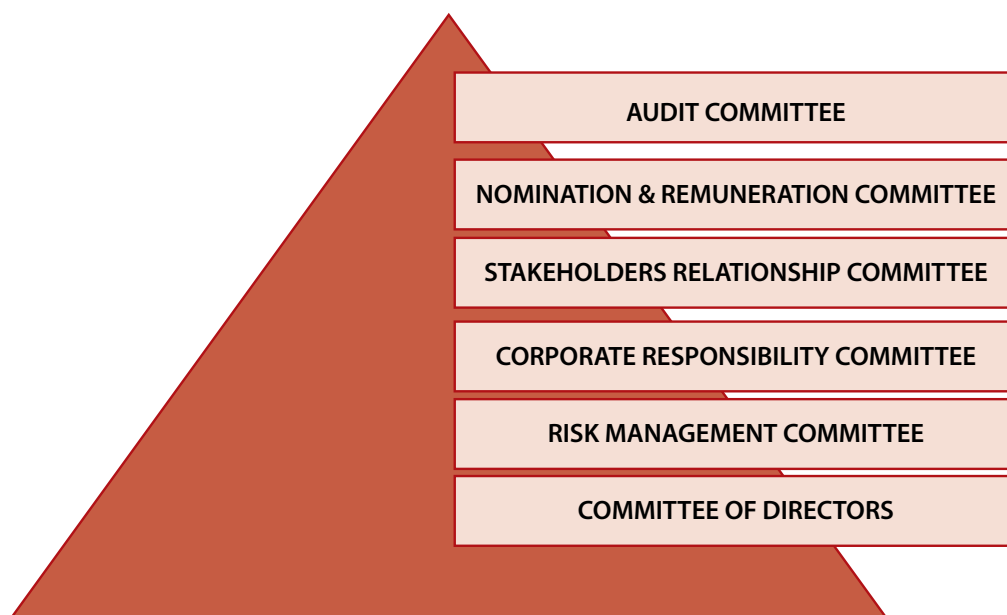 AUDIT COMMITTEE
NOMINATION & REMUNERATION COMMITTEE
STAKEHOLDERS RELATIONSHIP COMMITTEE
CORPORATE RESPONSIBILITY COMMITTEE
RISK MANAGEMENT COMMITTEE
COMMITTEE OF DIRECTORS